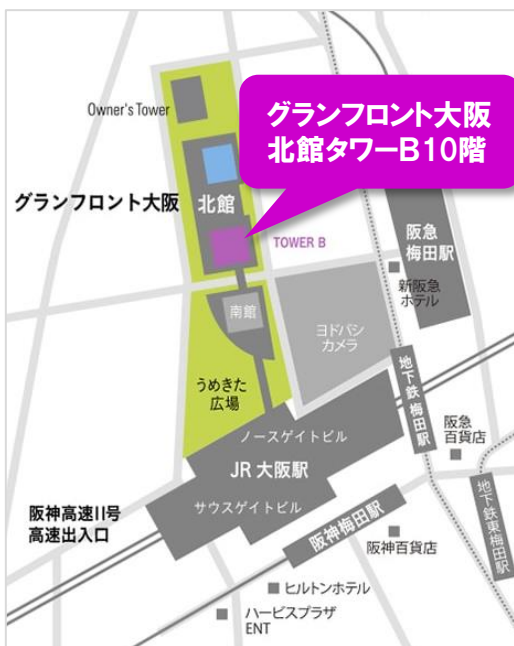 グランフロント大阪
北館タワーB10階
Owner's Tower
グランフロント大阪
北館
TOWER B
阪急
梅田駅
新阪急
ホテル
南館
ヨドバシ
カメラ
うめきた
広場
地下鉄 梅田駅
阪急
百貨店
ノースゲイトビル
JR 大阪駅
サウスゲイトビル
阪神高速11号
高速出入口
阪神梅田駅
阪神百貨店
地下鉄東梅田駅
ヒルトンホテル
ハービスプラザ
ENT